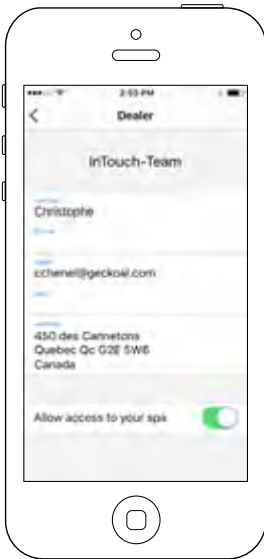 2:53 PM
Dealer
InTouch-Team
Christophe
cchenel@geckoal.com
450 des Cannetons
Quebec Qc G2E 5W6
Canada
Allow access to your spa